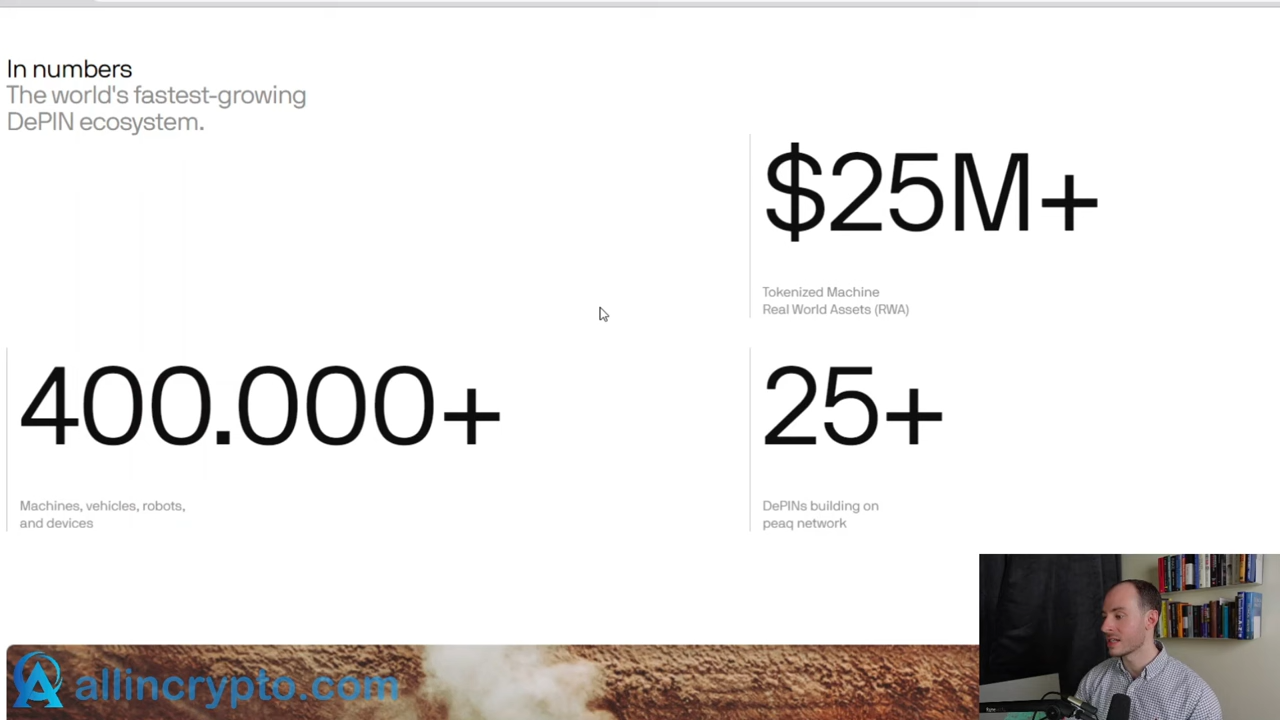 In numbers
The world's fastest-growing
DePIN ecosystem.
$25M+
Tokenized Machine
Real World Assets (RWA)
400.000+
Machines, vehicles, robots,
and devices
25+
DePINs building on
peaq network
allincrypto.com